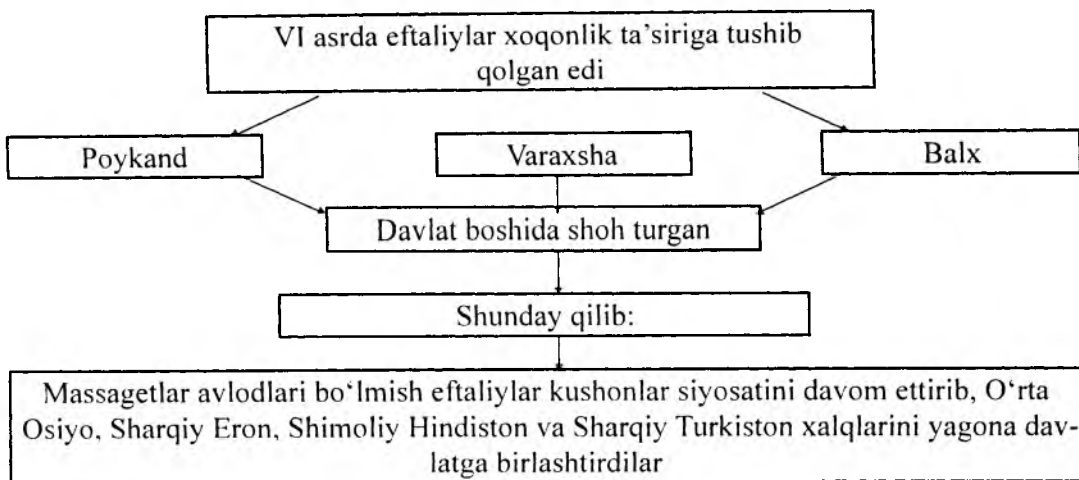 VI asrda eftaliylar xoqonlik ta'siriga tushib
qolgan edi
Poykand
Varaxsha
Balx
Davlat boshida shoh turgan
Shunday qilib:
Massagetlar avlodlari bo‘lmish eftaliylar kushonlar siyosatini davom ettirib, O‘rta
Osiyo, Sharqiy Eron, Shimoliy Hindiston va Sharqiy Turkiston xalqlarini yagona dav-
latga birlashtirdilar